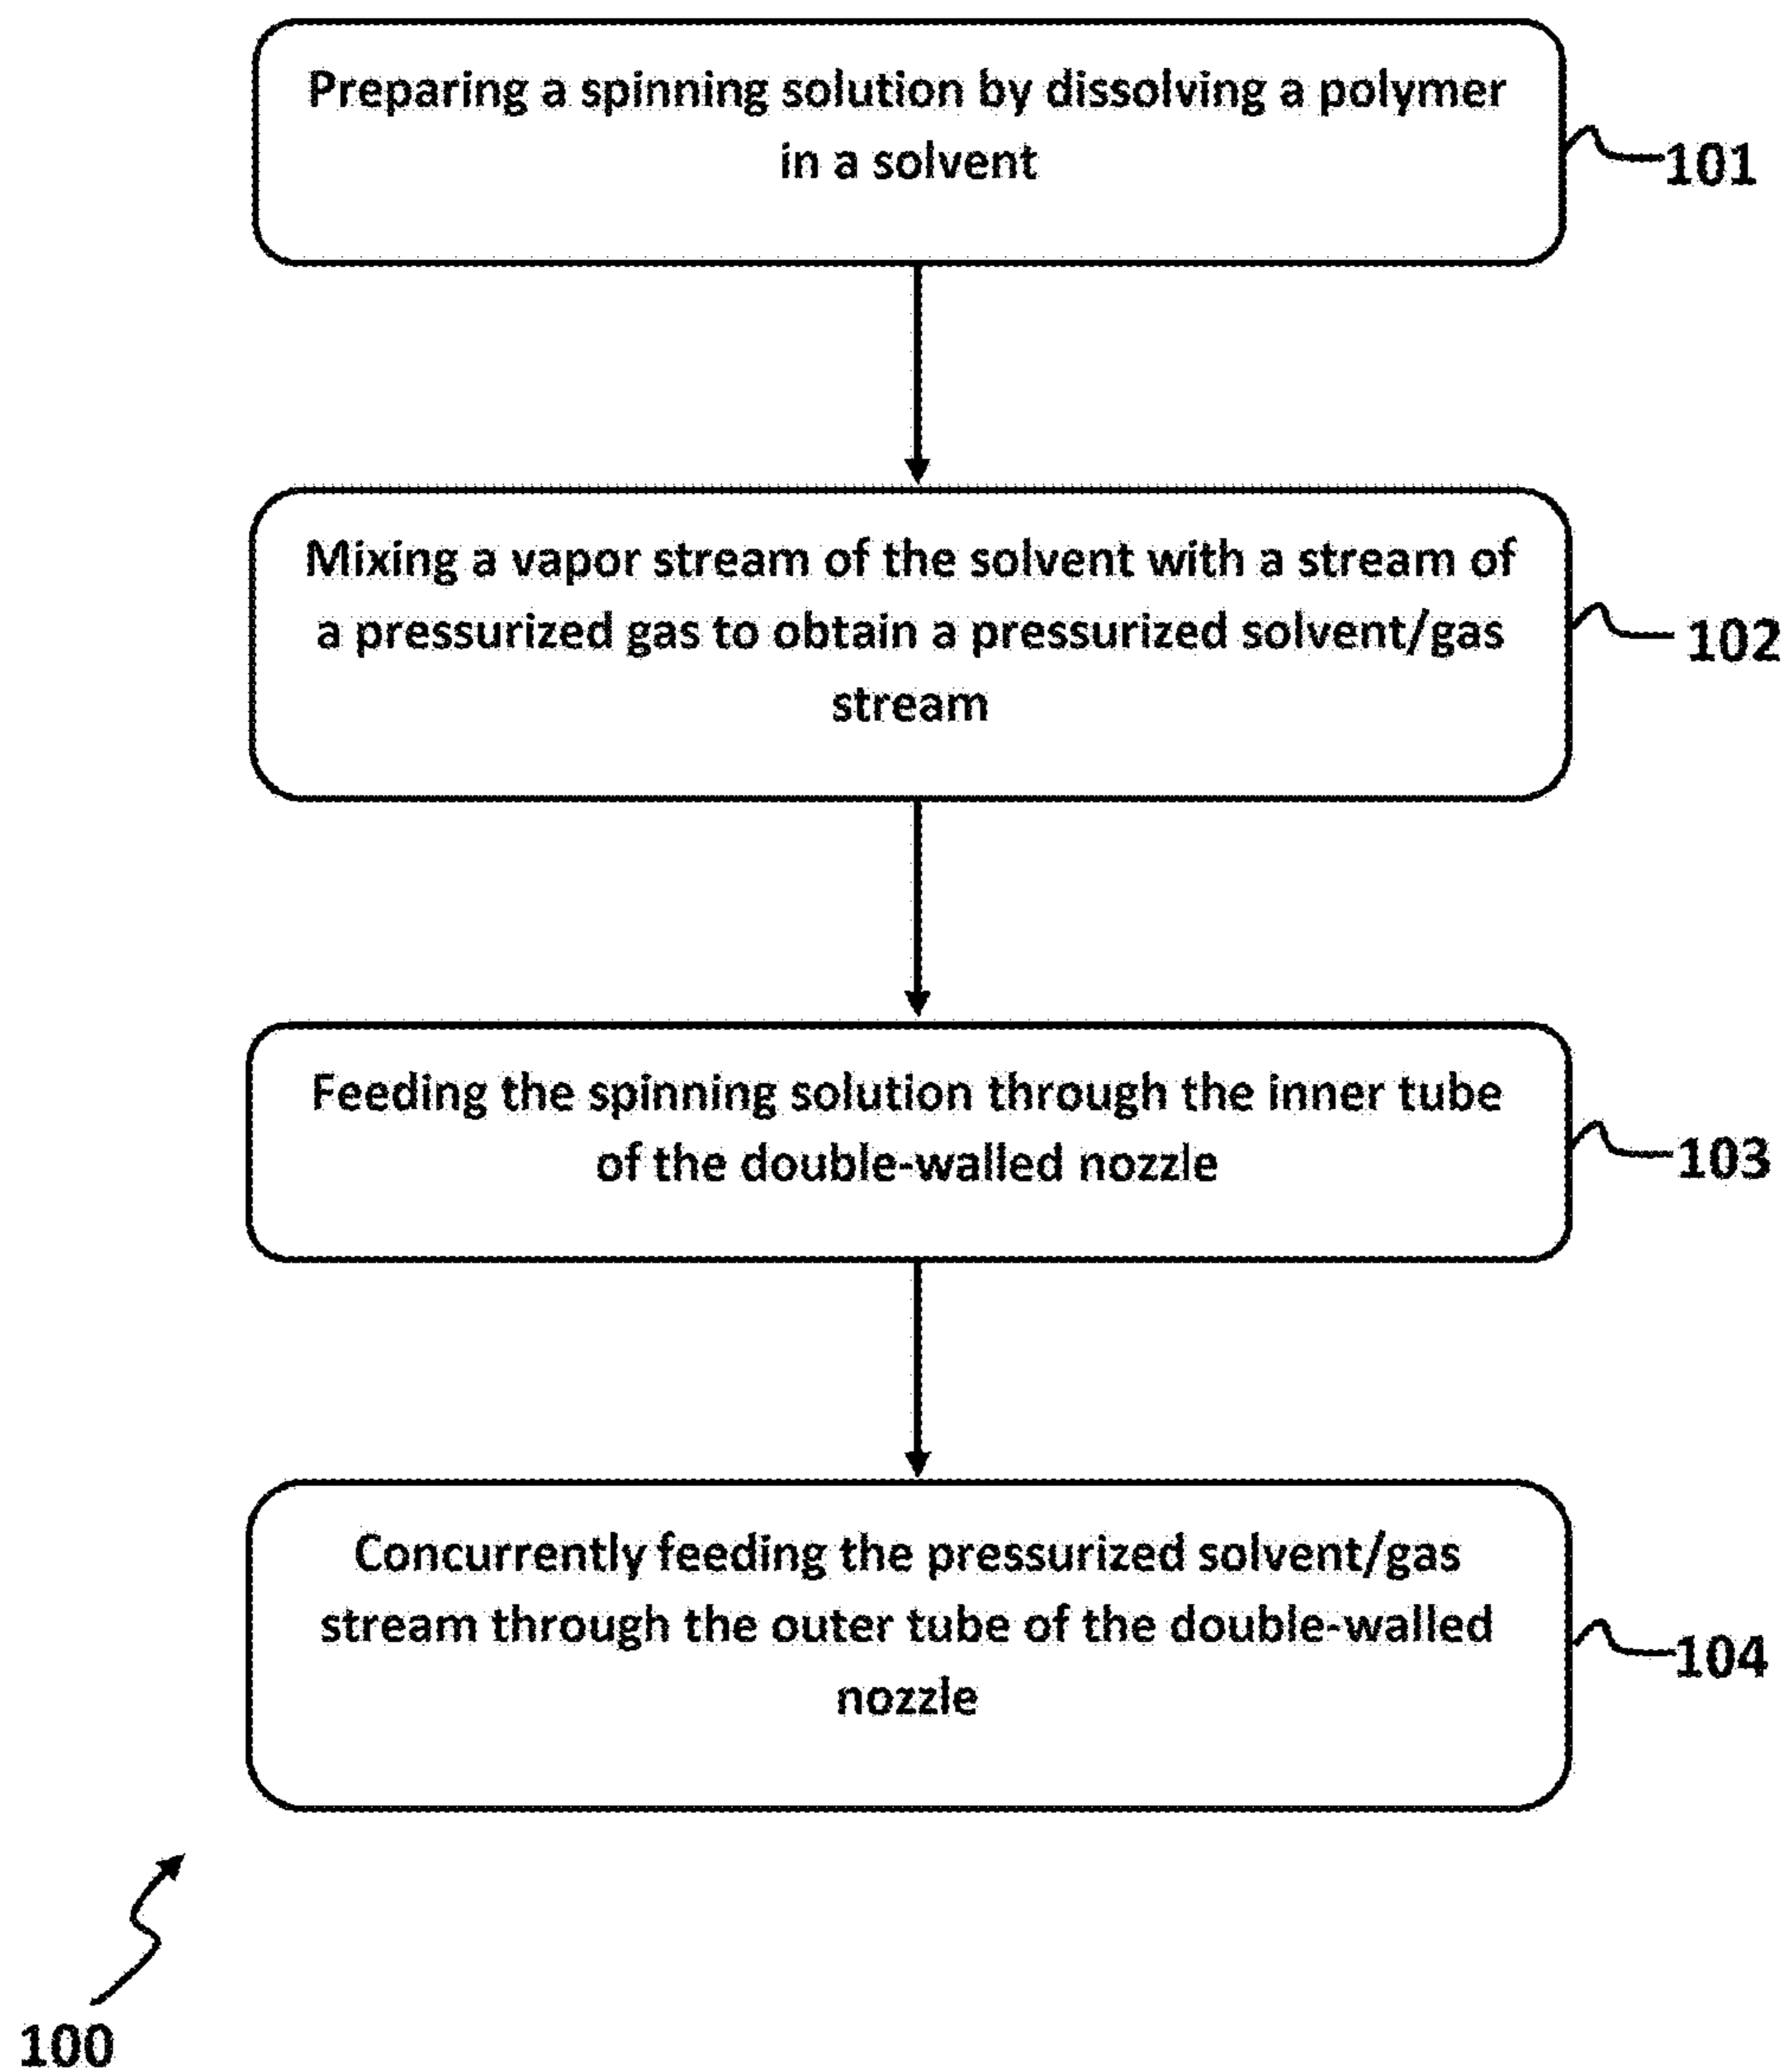 Preparing a spinning solution by dissolving a polymer
in a solvent
101
Mixing a vapor stream of the solvent with a stream of
a pressurized gas to obtain a pressurized solvent/gas
stream
102
Feeding the spinning solution through the inner tube
of the double-walled nozzle
103
Concurrently feeding the pressurized solvent/gas
stream through the outer tube of the double-walled
nozzle
104
100